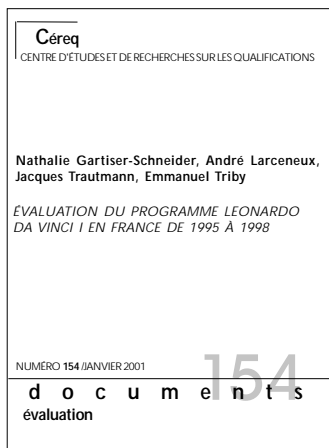 Céreq
CENTRE D'ÉTUDES ET DE RECHERCHES SUR LES QUALIFICATIONS
Nathalie Gartiser-Schneider, André Larceneux,
Jacques Trautmann, Emmanuel Triby
ÉVALUATION DU PROGRAMME LEONARDO
DA VINCI I EN FRANCE DE 1995 À 1998
NUMÉRO 154 /JANVIER 2001
154
documents
évaluation